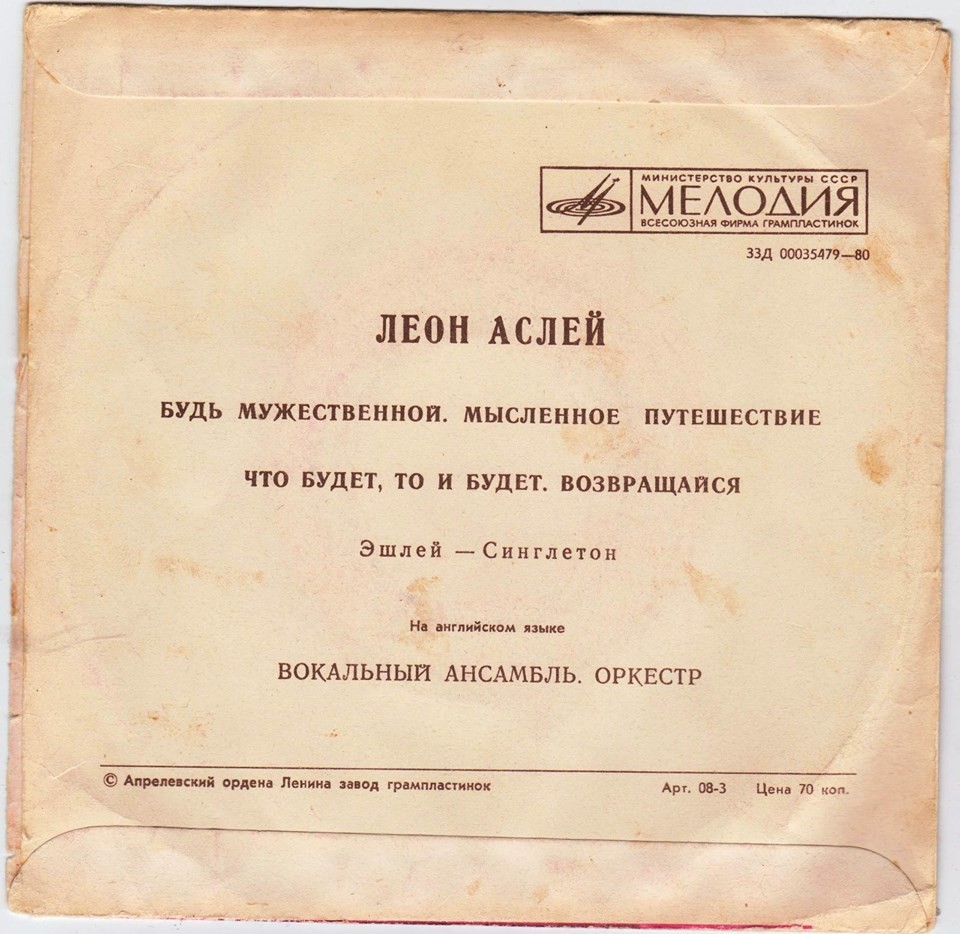 МИНИСТЕРСТВО КУЛЬТУРЫ СССР
МЕЛОДИЯ
ВСЕСОЮЗНАЯ ФИРМА ГРАМПЛАСТИНОК
33Д 00035479—80
ЛЕОН АСЛЕЙ
БУДЬ МУЖЕСТВЕННОЙ. МЫСЛЕННОЕ ПУТЕШЕСТВИЕ
ЧТО БУДЕТ, ТО И БУДЕТ. ВОЗВРАЩАЙСЯ
Эшлей — Синглетон
На английском языке
ВОКАЛЬНЫЙ АНСАМБЛЬ. ОРКЕСТР
© Апрелевский ордена Ленина завод грампластинок Арт. 08-3 Цена 70 коп.